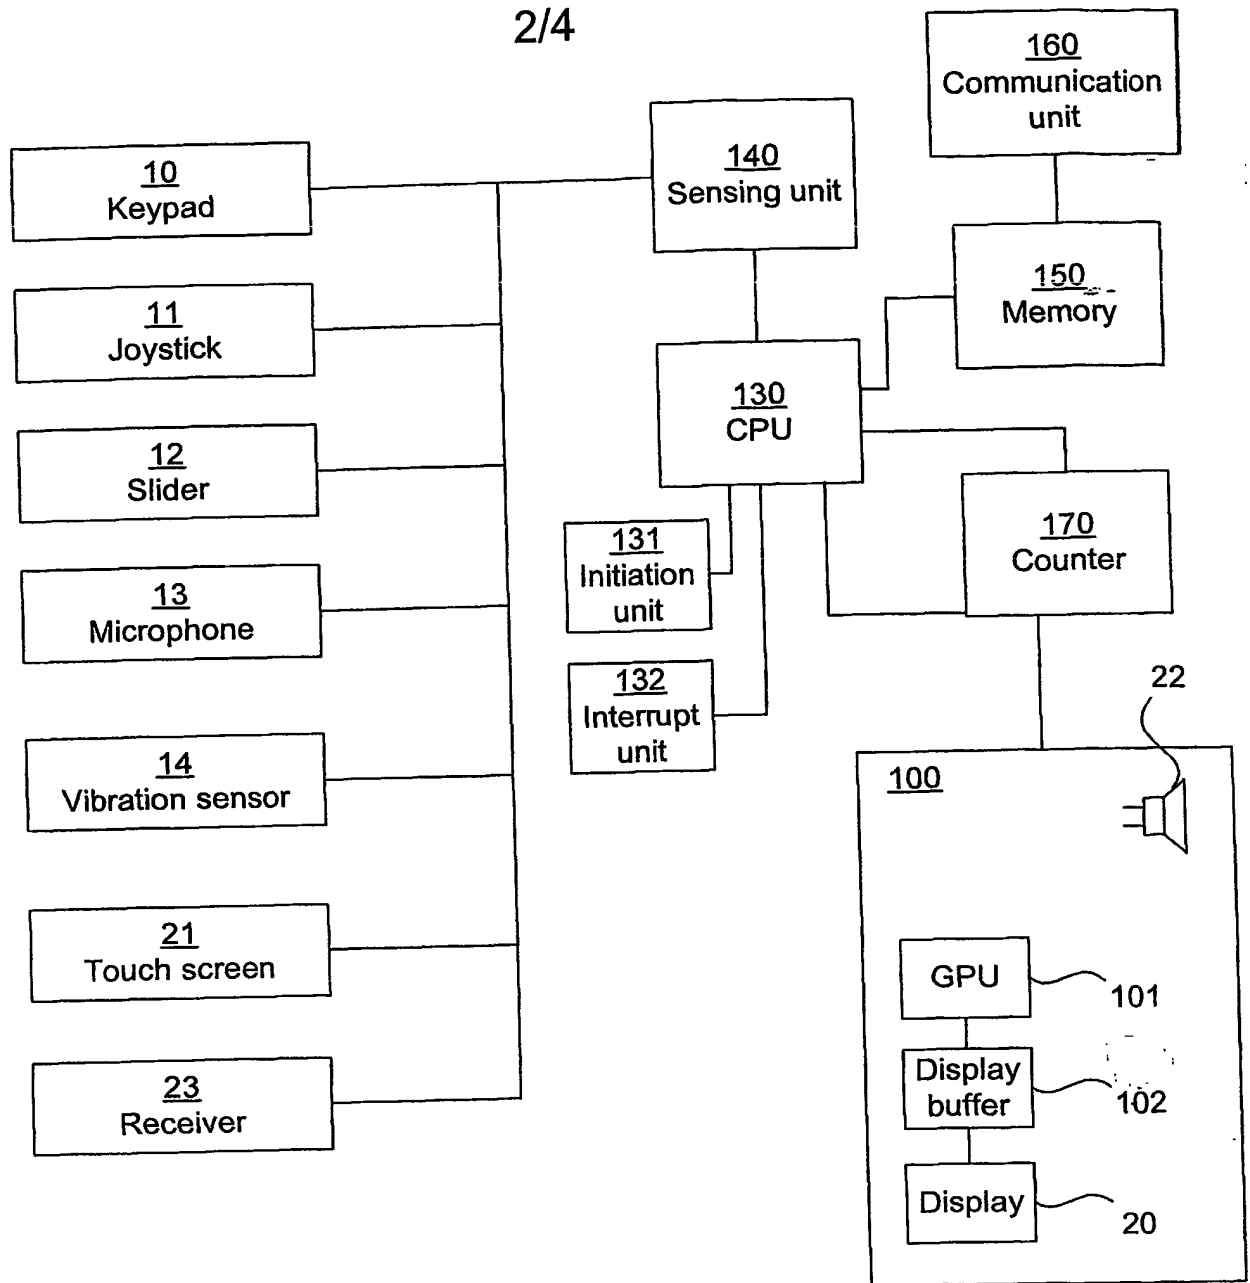 2/4
160
Communication
unit
10
Keypad
140
Sensing unit
11
Joystick
150
Memory
12
Slider
130
CPU
13
Microphone
131
Initiation
unit
170
Counter
132
Interrupt
unit
14
Vibration sensor
22
100
21
Touch screen
GPU
101
23
Receiver
Display
buffer
102
Display
20